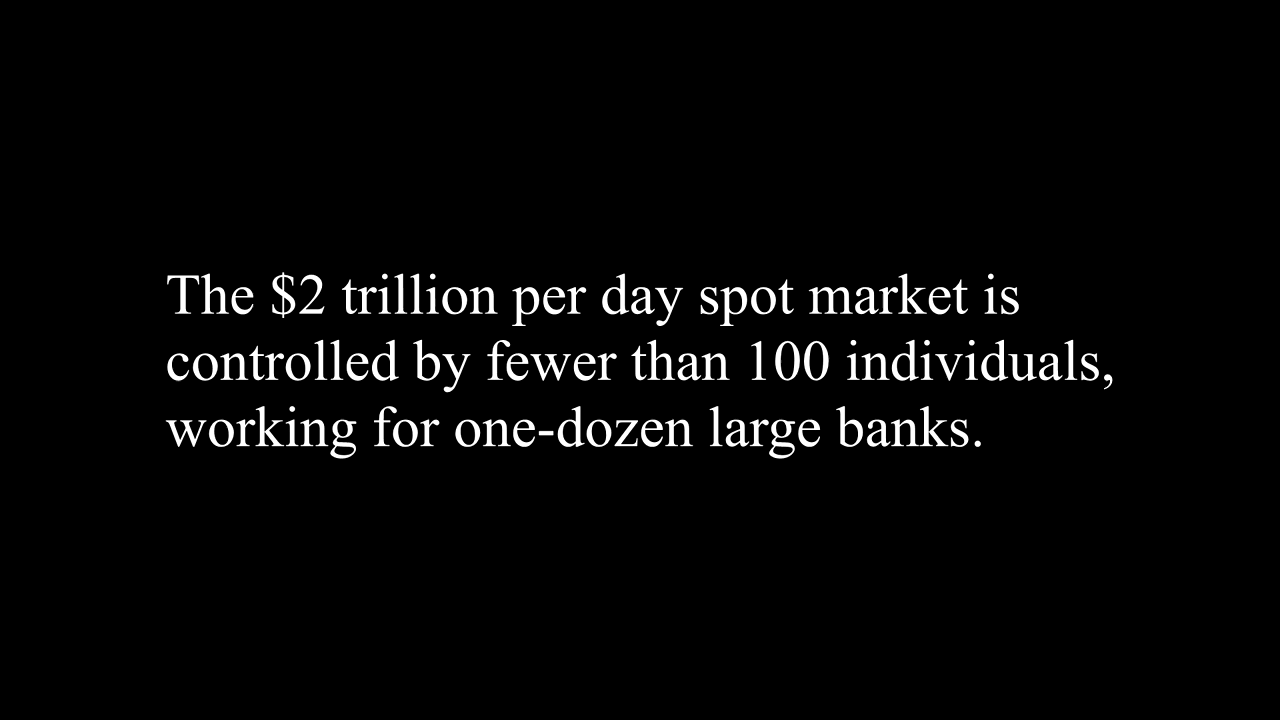 The $2 trillion per day spot market is
controlled by fewer than 100 individuals,
working for one-dozen large banks.